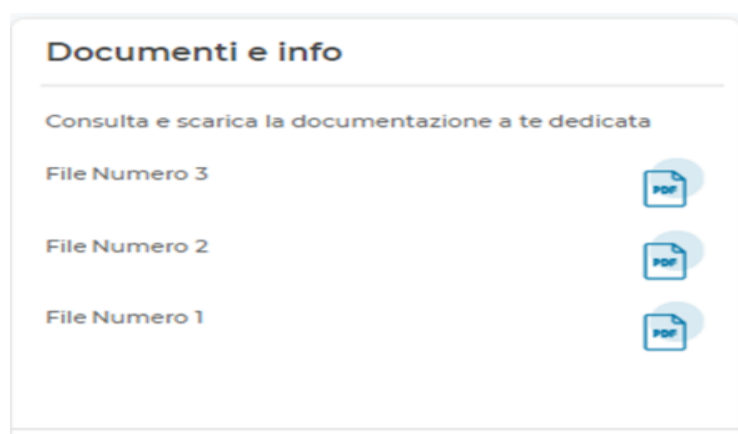 Documenti e info
Consulta e scarica la documentazione a te dedicata
File Numero 3
PDF
File Numero 2
PDF
File Numero 1
PDF